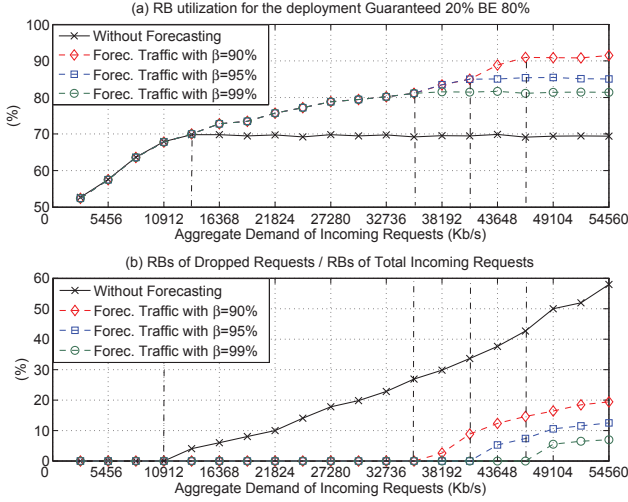 (a) RB utilization for the deployment Guaranteed 20% BE 80%
100
90
80
70
60
50
(%)
Without Forecasting
Forec. Traffic with β=90%
Forec. Traffic with β=95%
Forec. Traffic with β=99%
0 5456 10912 16368 21824 27280 32736 38192 43648 49104 54560
Aggregate Demand of Incoming Requests (Kb/s)
(b) RBs of Dropped Requests / RBs of Total Incoming Requests
60
50
40
30
20
10
0
(%)
Without Forecasting
Forec. Traffic with β=90%
Forec. Traffic with β=95%
Forec. Traffic with β=99%
0 5456 10912 16368 21824 27280 32736 38192 43648 49104 54560
Aggregate Demand of Incoming Requests (Kb/s)